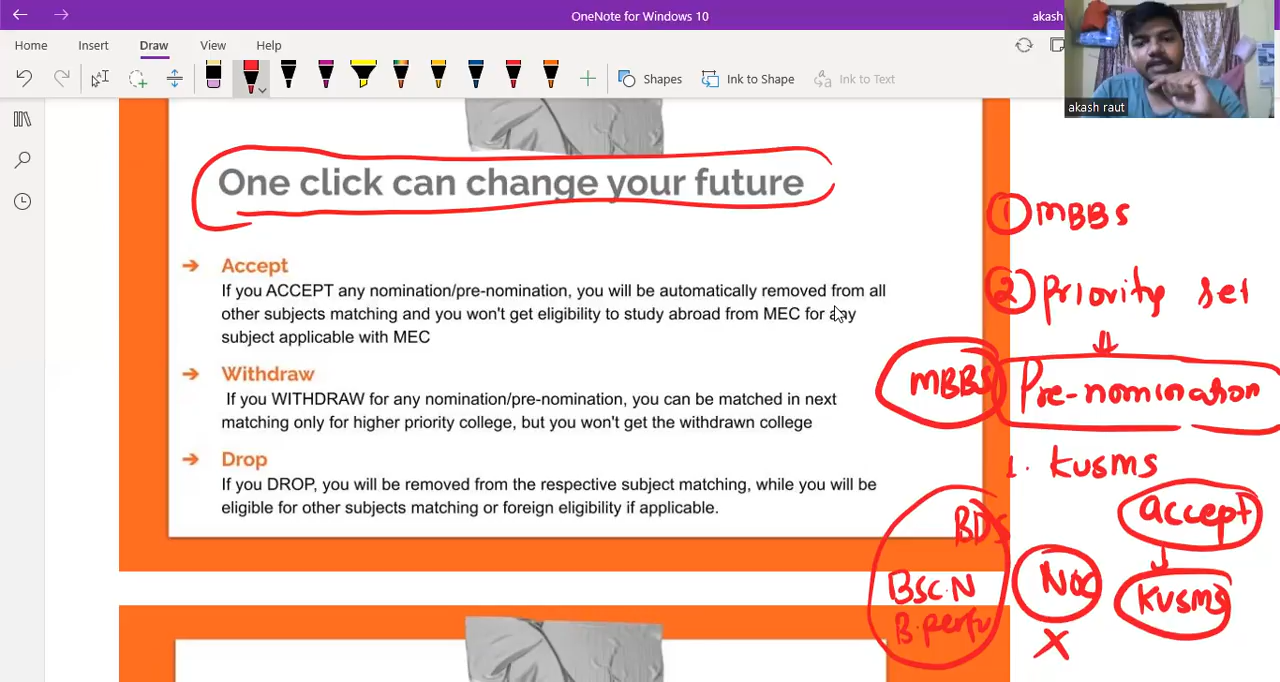 OneNote for Windows 10
akash
Home Insert Draw View Help
Shapes Ink to Shape Ink to Text
akash raut
One click can change your future
Accept
If you ACCEPT any nomination/pre-nomination, you will be automatically removed from all
other subjects matching and you won't get eligibility to study abroad from MEC for any
subject applicable with MEC
Withdraw
If you WITHDRAW for any nomination/pre-nomination, you can be matched in next
matching only for higher priority college, but you won't get the withdrawn college
Drop
If you DROP, you will be removed from the respective subject matching, while you will be
eligible for other subjects matching or foreign eligibility if applicable.
① MBBS
② Priority set
MBBS Pre-nomination
1. KUSMS
accept
BDS
BSC.N
NOC
KUSMS
X